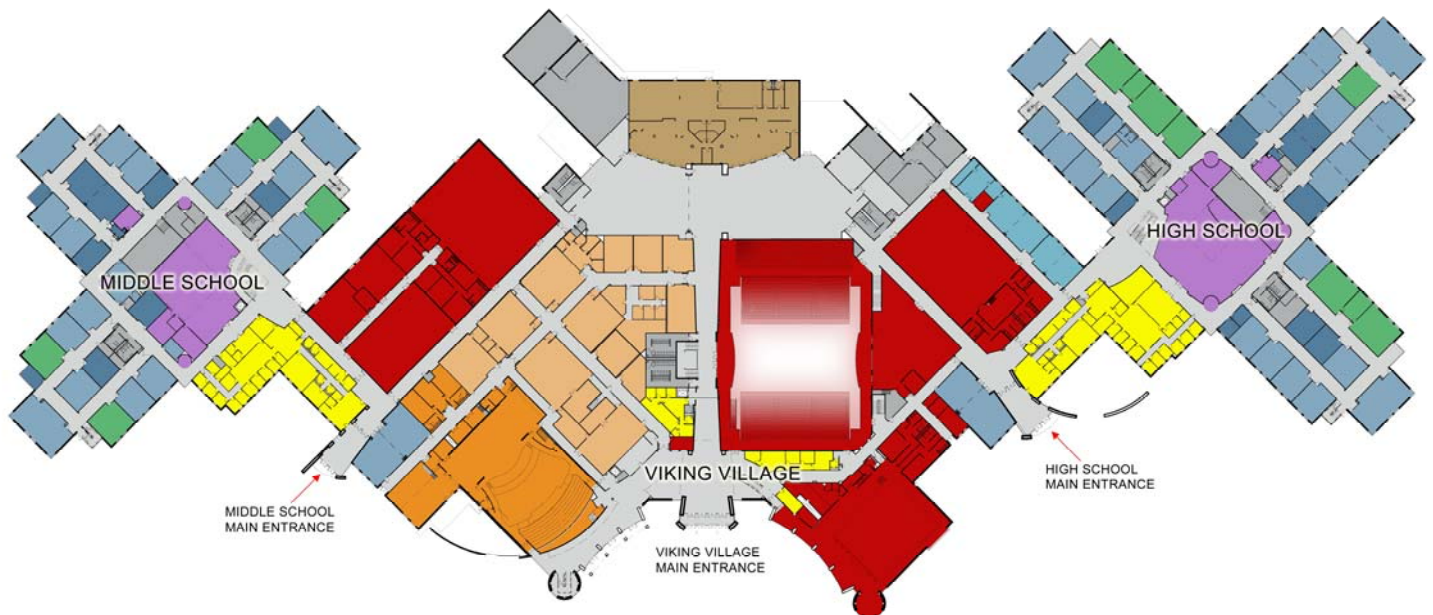 MIDDLE SCHOOL
HIGH SCHOOL
VIKING VILLAGE
MIDDLE SCHOOL
MAIN ENTRANCE
VIKING VILLAGE
MAIN ENTRANCE
HIGH SCHOOL
MAIN ENTRANCE